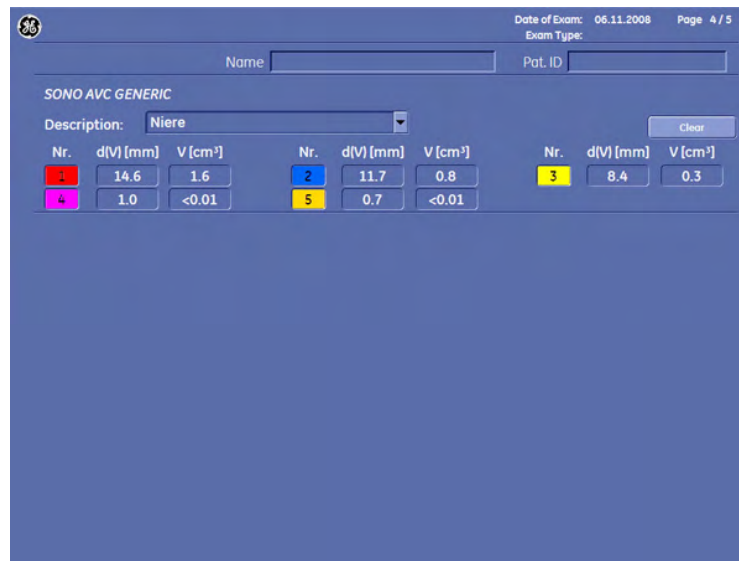 GE
Date of Exam: 06.11.2008 Page 4/5
Exam Type:
Name Pat. ID
SONO AVC GENERIC
Description: Niere
Clear
Nr. d(V) [mm] V [cm³] Nr. d(V) [mm] V [cm³] Nr. d(V) [mm] V [cm³]
1 14.6 1.6 2 11.7 0.8 3 8.4 0.3
4 1.0 <0.01 5 0.7 <0.01